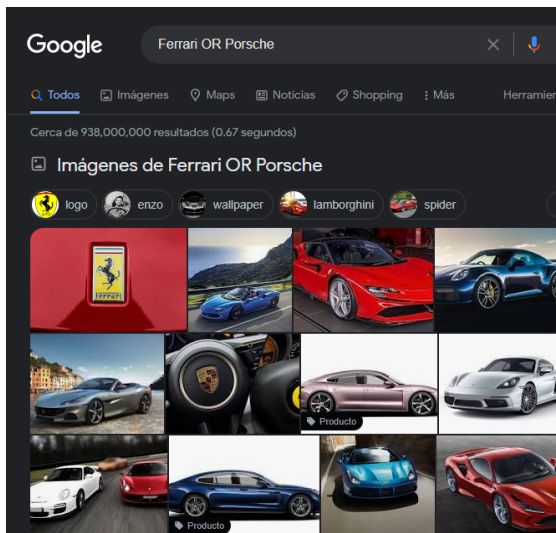 Google
Ferrari OR Porsche
Todos Imágenes Maps Noticias Shopping Más
Cerca de 938,000,000 resultados (0.67 segundos)
Imágenes de Ferrari OR Porsche
logo enzo wallpaper lamborghini spider
Ferrari
Producto
Producto